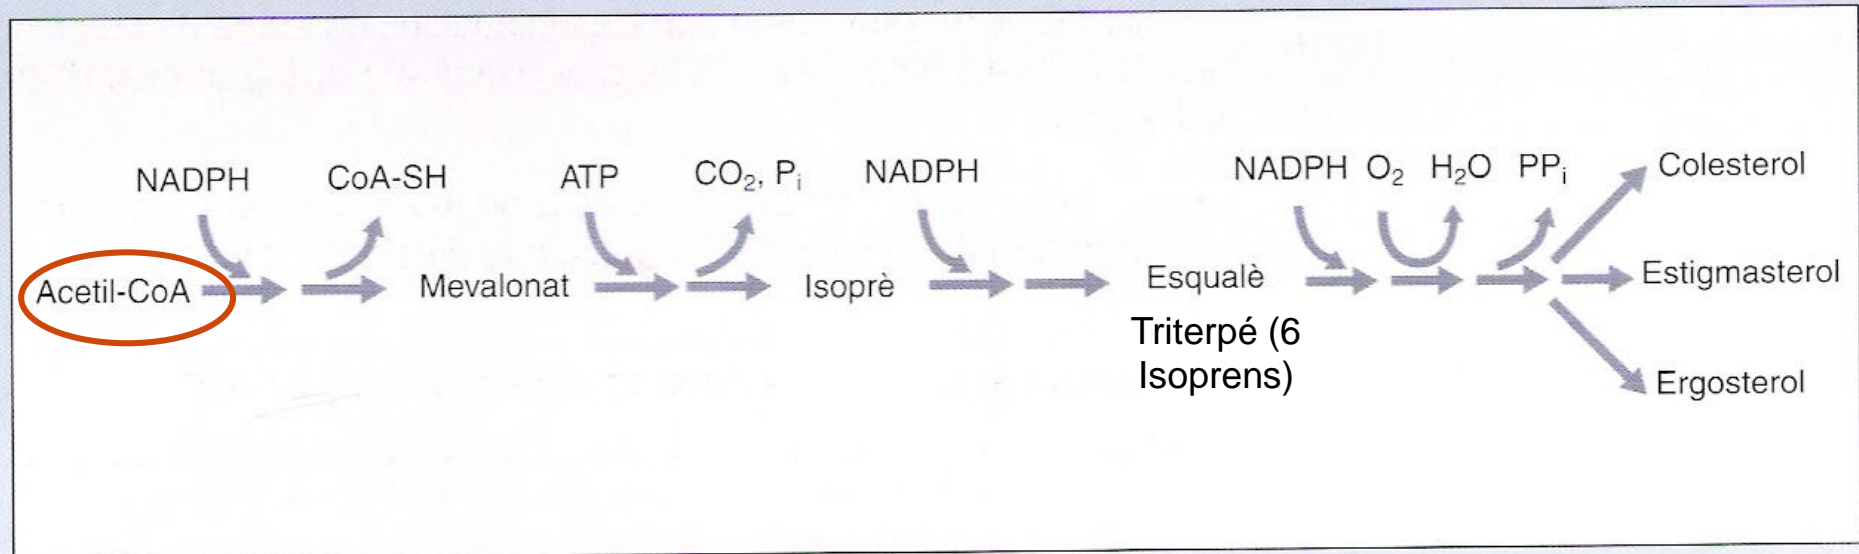 NADPH CoA-SH ATP CO₂, Pᵢ NADPH NADPH O₂ H₂O PPᵢ Colesterol
Acetil-CoA Mevalonat Isoprè Esqualè Estigmasterol
Triterpé (6
Isoprens)
Ergosterol